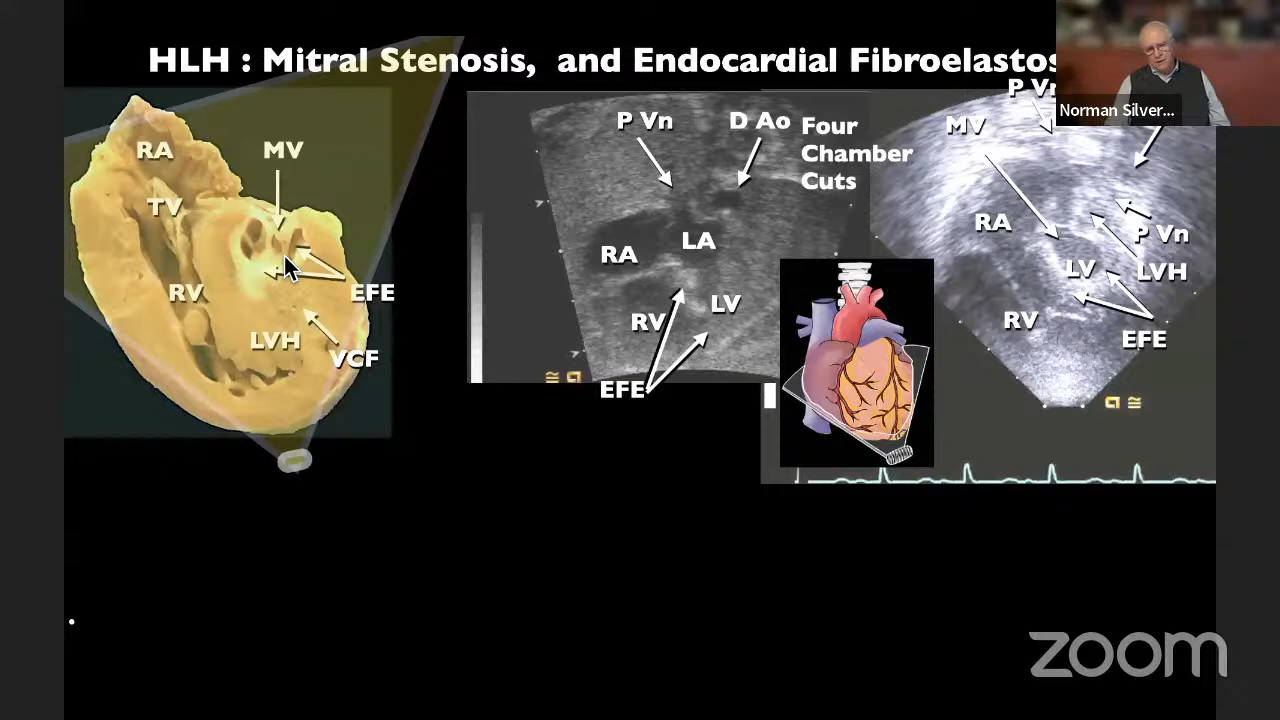 HLH : Mitral Stenosis, and Endocardial Fibroelastos
Norman Silver...
RA
MV
TV
RV
EFE
LVH
VCF
P Vn
D Ao
Four
Chamber
Cuts
RA
LA
LV
RV
EFE
P Vn
MV
RA
P Vn
LV
LVH
RV
EFE
zoom